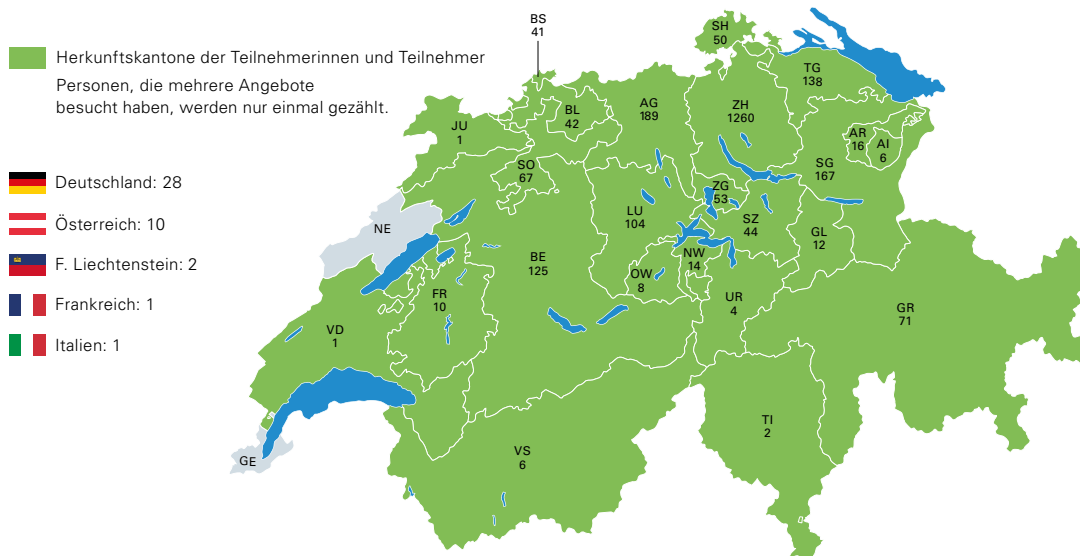 Herkunftskantone der Teilnehmerinnen und Teilnehmer
Personen, die mehrere Angebote
besucht haben, werden nur einmal gezählt.
Deutschland: 28
Österreich: 10
F. Liechtenstein: 2
Frankreich: 1
Italien: 1
BS
41
SH
50
TG
138
BL
42
AG
189
ZH
1260
JU
1
AR
16
AI
6
SO
67
SG
167
ZG
53
LU
104
SZ
44
NE
GL
12
BE
125
NW
14
OW
8
FR
10
UR
4
GR
71
VD
1
TI
2
VS
6
GE